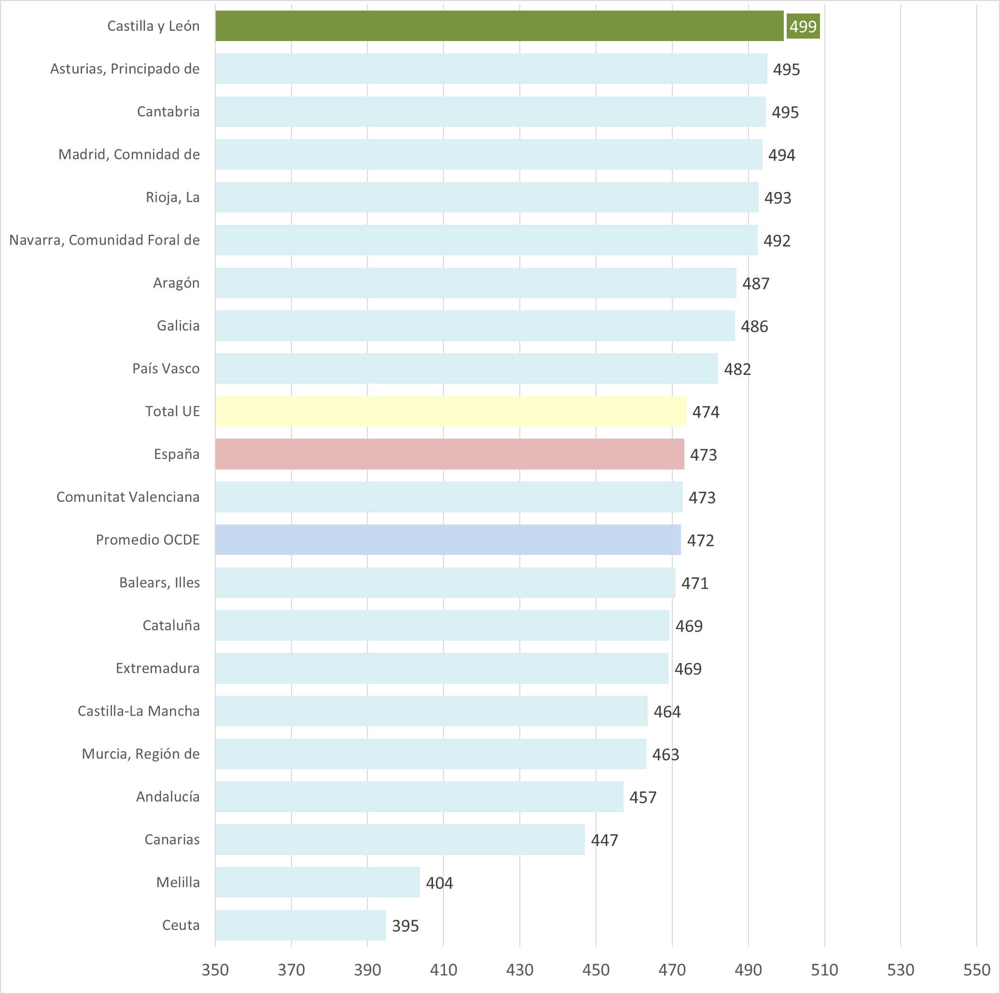 Castilla y León 499
Asturias, Principado de 495
Cantabria 495
Madrid, Comnidad de 494
Rioja, La 493
Navarra, Comunidad Foral de 492
Aragón 487
Galicia 486
País Vasco 482
Total UE 474
España 473
Comunitat Valenciana 473
Promedio OCDE 472
Balears, Illes 471
Cataluña 469
Extremadura 469
Castilla-La Mancha 464
Murcia, Región de 463
Andalucía 457
Canarias 447
Melilla 404
Ceuta 395
350 370 390 410 430 450 470 490 510 530 550